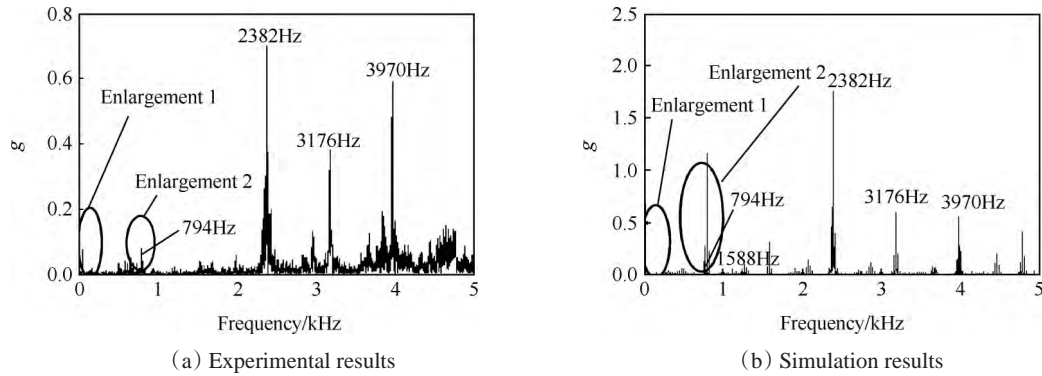 0.8
0.6
0.4
0.2
0.0
g
0 1 2 3 4 5
Frequency/kHz
2382Hz
3970Hz
3176Hz
794Hz
Enlargement 1
Enlargement 2
(a) Experimental results
2.5
2.0
1.5
1.0
0.5
0.0
g
0 1 2 3 4 5
Frequency/kHz
Enlargement 2
2382Hz
Enlargement 1
794Hz
3176Hz
3970Hz
1588Hz
(b) Simulation results